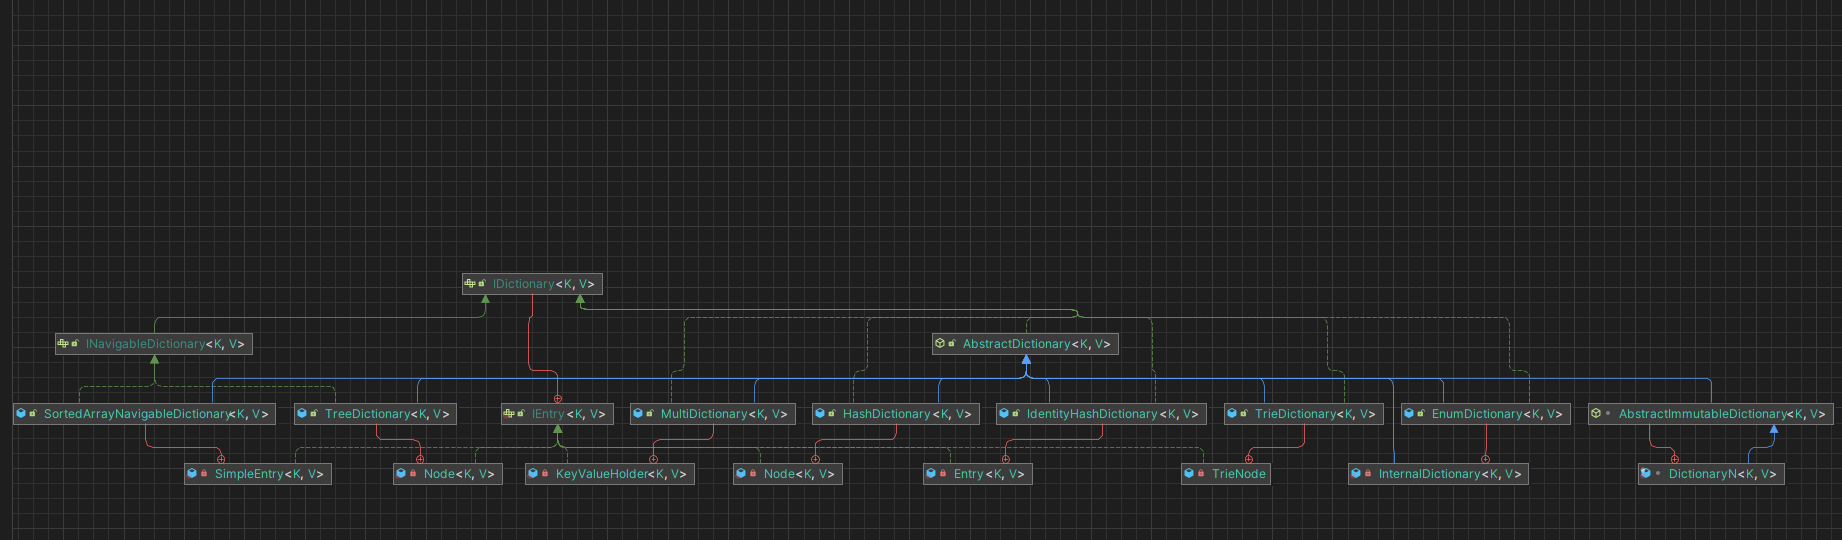 IDictionary<K, V>
INavigableDictionary<K, V>
AbstractDictionary<K, V>
SortedArrayNavigableDictionary<K, V>
TreeDictionary<K, V>
IEntry<K, V>
MultiDictionary<K, V>
HashDictionary<K, V>
IdentityHashDictionary<K, V>
TrieDictionary<K, V>
EnumDictionary<K, V>
AbstractImmutableDictionary<K, V>
SimpleEntry<K, V>
Node<K, V>
KeyValueHolder<K, V>
Node<K, V>
Entry<K, V>
TrieNode
InternalDictionary<K, V>
DictionaryN<K, V>